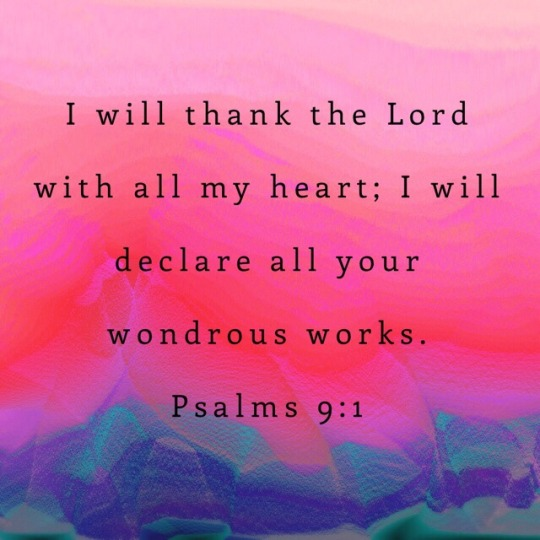 I will thank the Lord
with all my heart; I will
declare all your
wondrous works.
Psalms 9:1